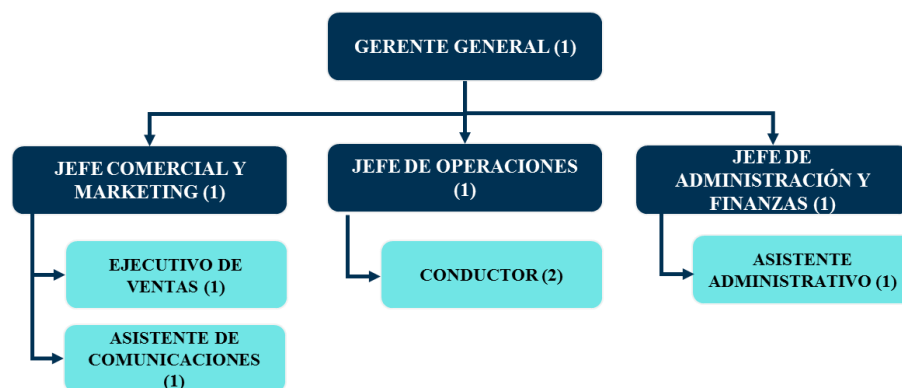 GERENTE GENERAL (1)
JEFE COMERCIAL Y
MARKETING (1)
JEFE DE OPERACIONES
(1)
JEFE DE
ADMINISTRACIÓN Y
FINANZAS (1)
EJECUTIVO DE
VENTAS (1)
CONDUCTOR (2)
ASISTENTE
ADMINISTRATIVO (1)
ASISTENTE DE
COMUNICACIONES
(1)